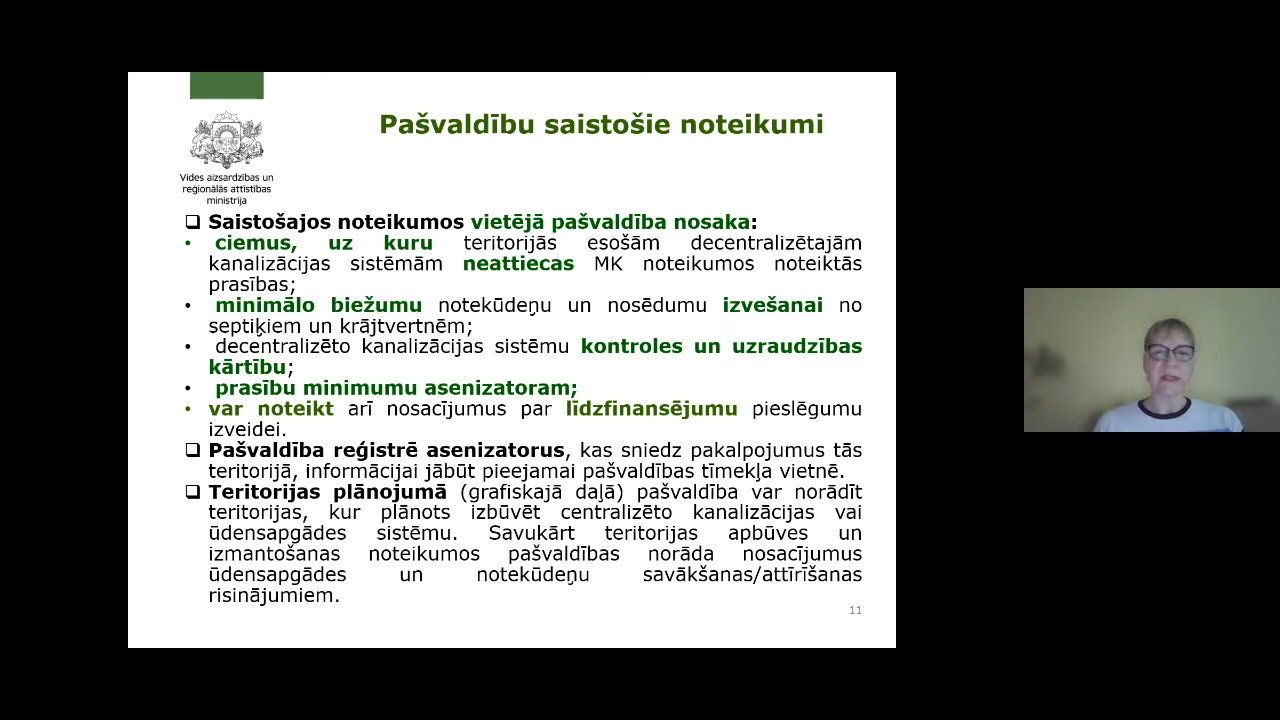 Pašvaldību saistošie noteikumi
Vides aizsardzības un
reģionālās attīstības
ministrija
❑ Saistošajos noteikumos vietējā pašvaldība nosaka:
• ciemus, uz kuru teritorijās esošām decentralizētajām
kanalizācijas sistēmām neattiecas MK noteikumos noteiktās
prasības;
• minimālo biežumu notekūdeņu un nosēdumu izvešanai no
septiķiem un krājtvertnēm;
• decentralizēto kanalizācijas sistēmu kontroles un uzraudzības
kārtību;
• prasību minimumu asenizatoram;
• var noteikt arī nosacījumus par līdzfinansējumu pieslēgumu
izveidei.
❑ Pašvaldība reģistrē asenizatorus, kas sniedz pakalpojumus tās
teritorijā, informācijai jābūt pieejamai pašvaldības tīmekļa vietnē.
❑ Teritorijas plānojumā (grafiskajā daļā) pašvaldība var norādīt
teritorijas, kur plānots izbūvēt centralizēto kanalizācijas vai
ūdensapgādes sistēmu. Savukārt teritorijas apbūves un
izmantošanas noteikumos pašvaldības norāda nosacījumus
ūdensapgādes un notekūdeņu savākšanas/attīrīšanas
risinājumiem.
11